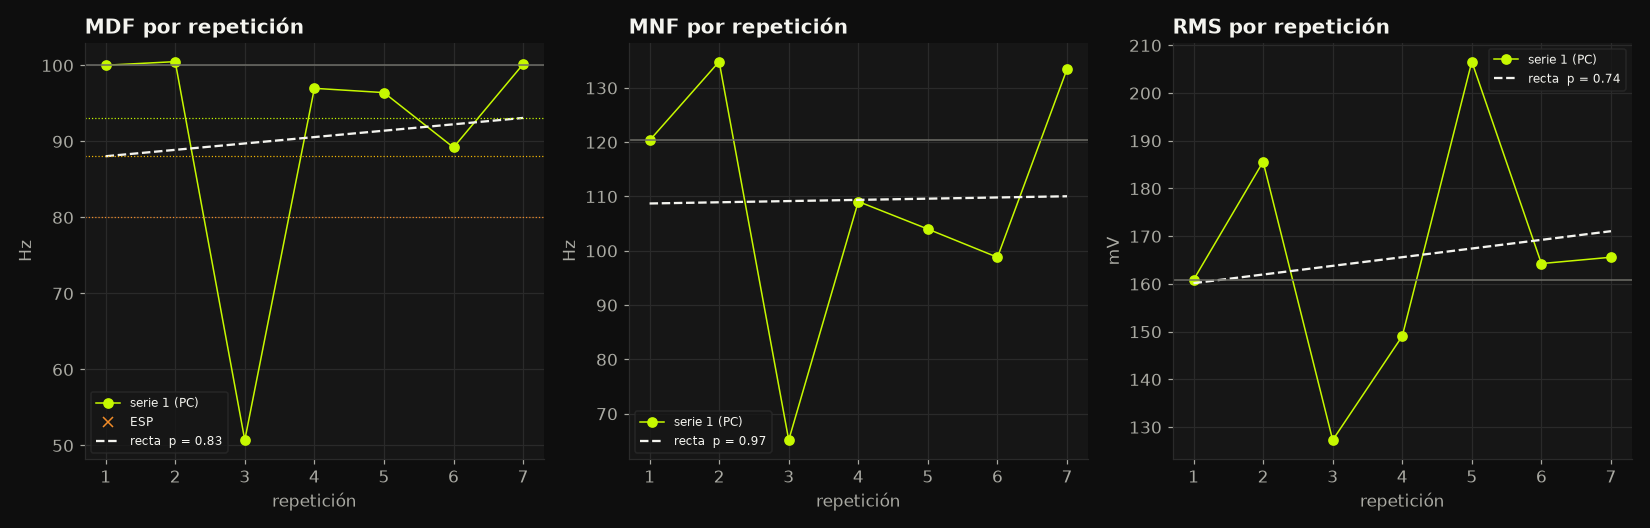 MDF por repetición
100
90
80
70
60
50
Hz
serie 1 (PC)
ESP
recta  p = 0.83
1 2 3 4 5 6 7
repetición
MNF por repetición
130
120
110
100
90
80
70
Hz
serie 1 (PC)
recta  p = 0.97
1 2 3 4 5 6 7
repetición
RMS por repetición
210
200
190
180
170
160
150
140
130
mV
serie 1 (PC)
recta  p = 0.74
1 2 3 4 5 6 7
repetición